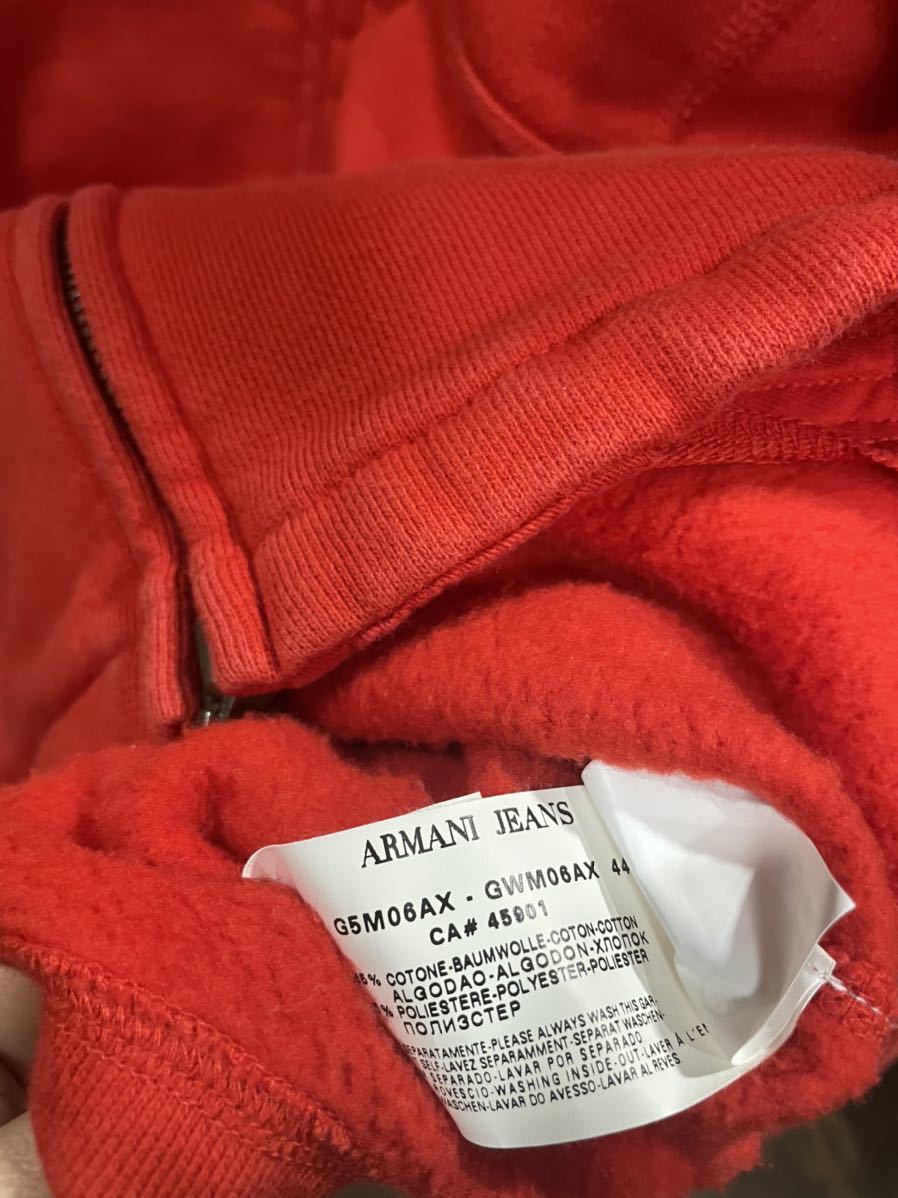 ARMANI JEANS
G5M06AX - GWM06AX 44
CA# 45901
COTONE-BAUMWOLLE-COTON-COTTON
ALGODAO-ALGODON-ХЛОПОК
% POLIESTERE-POLYESTER-POLIESTER
ПОЛИЭСТЕР
SEPARATAMENTE-PLEASE ALWAYS WASH THIS GAR-
SELF-LAVEZ SEPARAMMENT-SEPARAT WASCHEN-
SEPARADO-LAVAR POR SEPARADO
ROVESCIO-WASHING INSIDE-OUT-LAVER À L'EN
WASCHEN-LAVAR DO AVESSO-LAVAR AL REVES